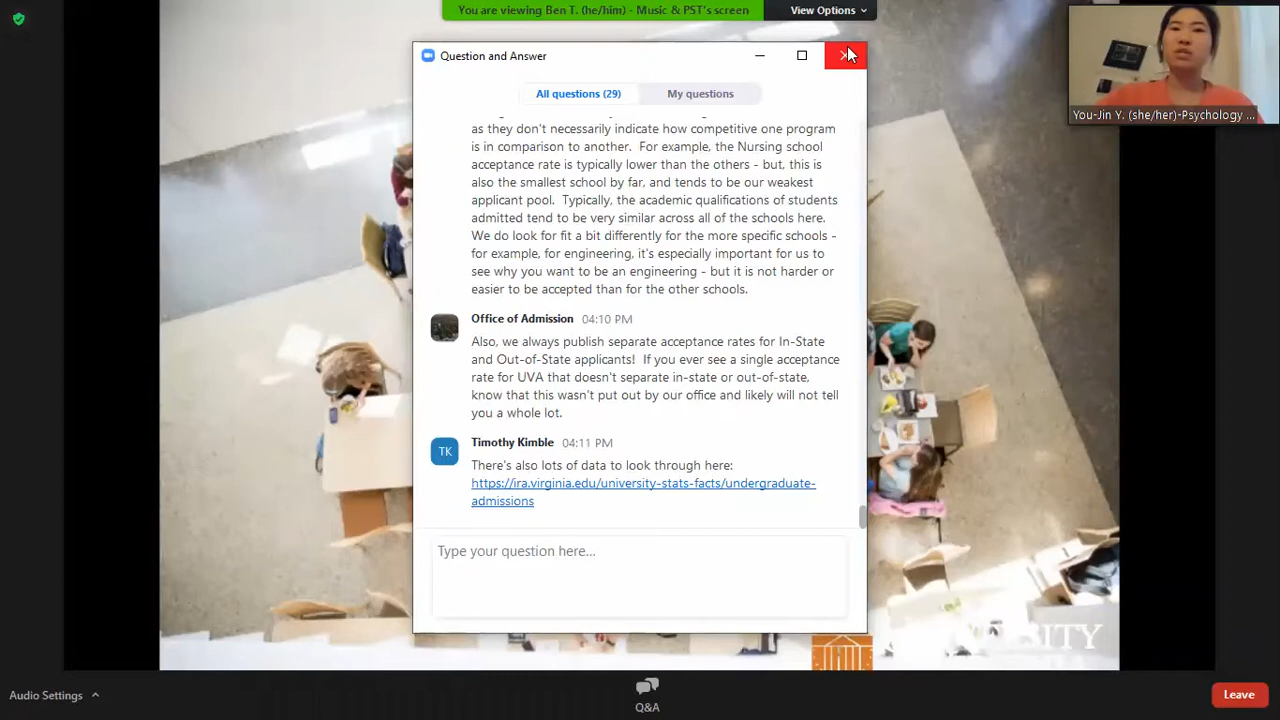 You are viewing Ben T. (he/him) - Music & PST's screen
View Options
Question and Answer
You-Jin Y. (she/her)-Psychology ...
All questions (29)
My questions
as they don't necessarily indicate how competitive one program
is in comparison to another.  For example, the Nursing school
acceptance rate is typically lower than the others - but, this is
also the smallest school by far, and tends to be our weakest
applicant pool.  Typically, the academic qualifications of students
admitted tend to be very similar across all of the schools here.
We do look for fit a bit differently for the more specific schools -
for example, for engineering, it's especially important for us to
see why you want to be an engineering - but it is not harder or
easier to be accepted than for the other schools.
Office of Admission 04:10 PM
Also, we always publish separate acceptance rates for In-State
and Out-of-State applicants!  If you ever see a single acceptance
rate for UVA that doesn't separate in-state or out-of-state,
know that this wasn't put out by our office and likely will not tell
you a whole lot.
TK
Timothy Kimble 04:11 PM
There's also lots of data to look through here:
https://ira.virginia.edu/university-stats-facts/undergraduate-
admissions
Type your question here...
Audio Settings
Q&A
Leave